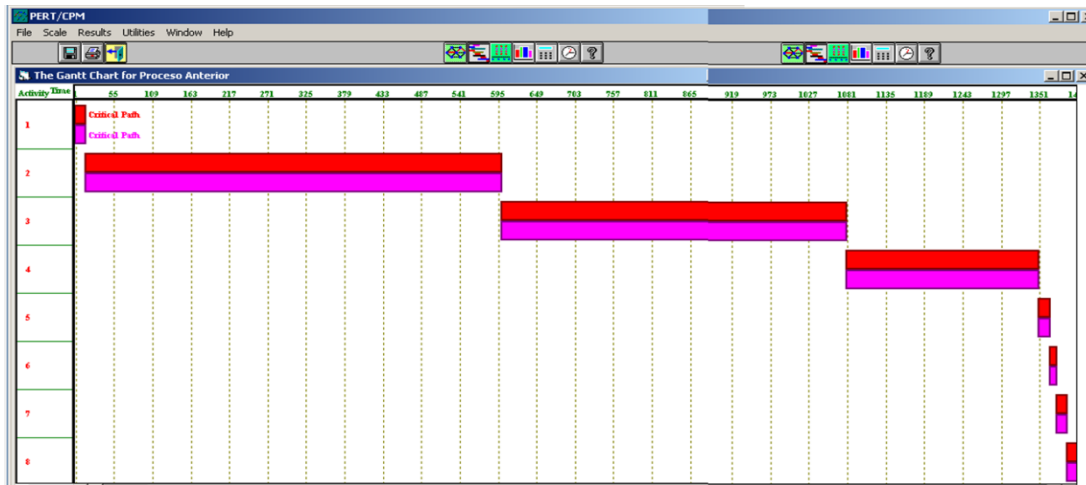 PERT/CPM
File Scale Results Utilities Window Help
The Gantt Chart for Proceso Anterior
Activity Time 55 109 163 217 271 325 379 433 487 541 595 649 703 757 811 865 919 973 1027 1081 1135 1189 1243 1297 1351 14
1
Critical Path
Critical Path
2
3
4
5
6
7
8